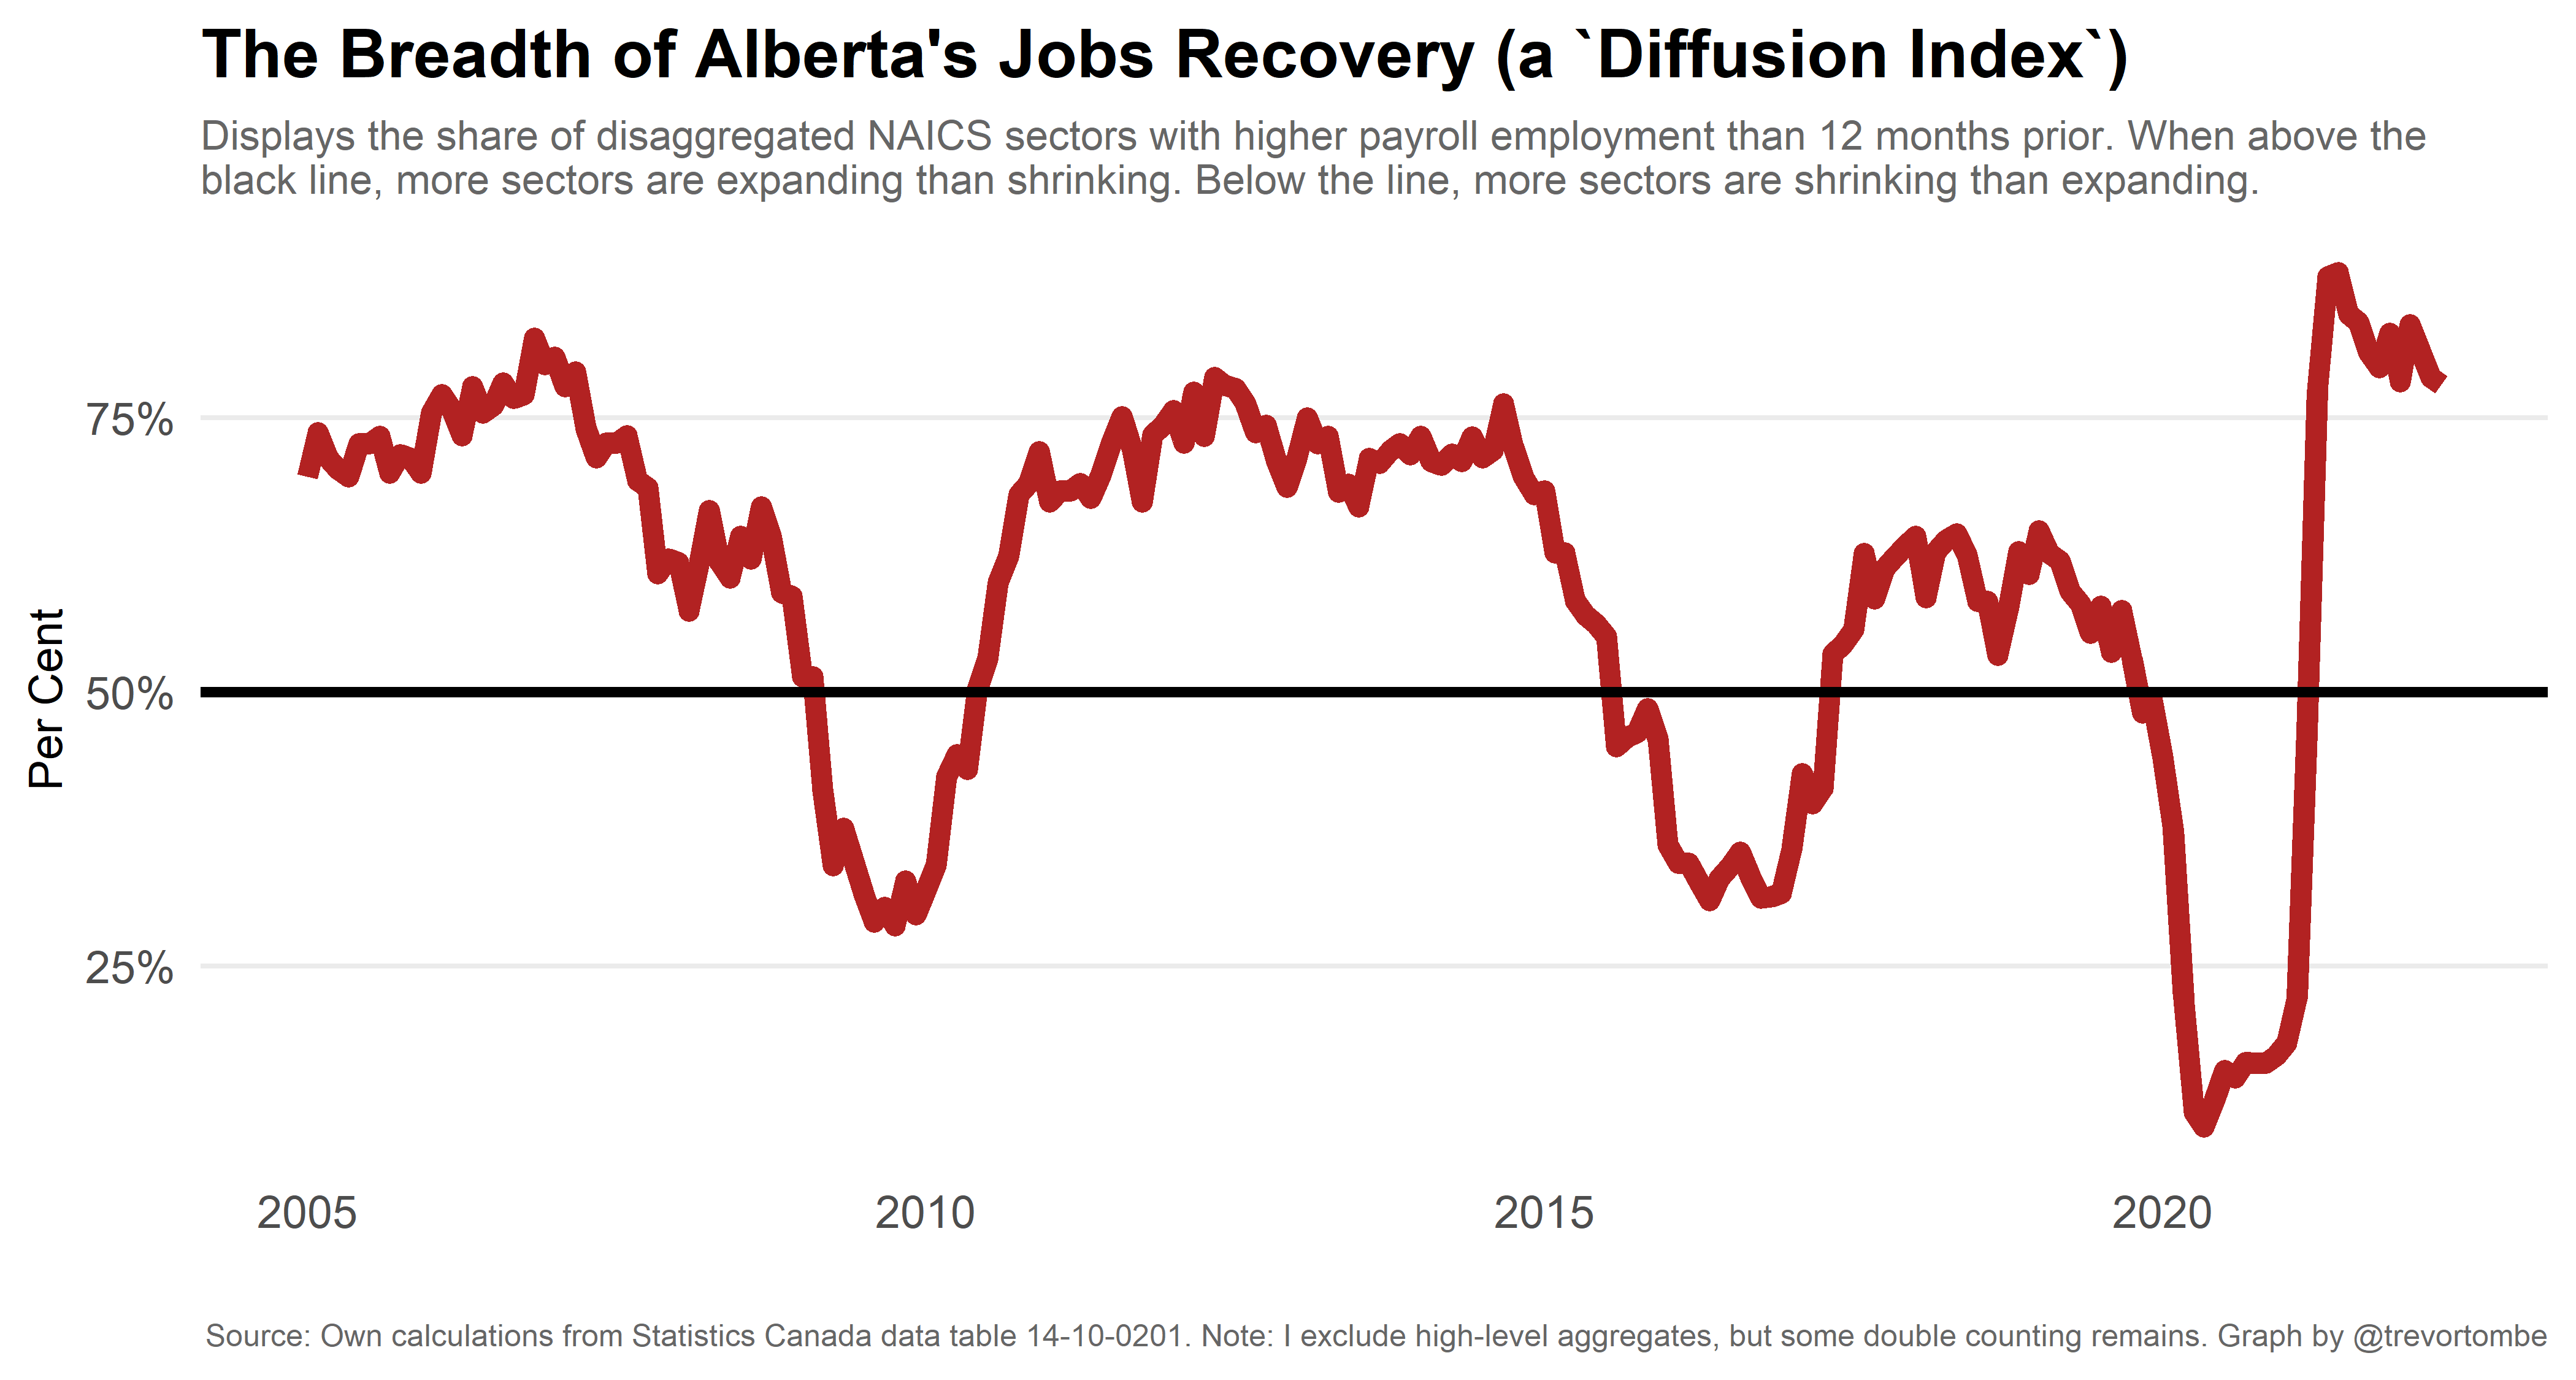 The Breadth of Alberta's Jobs Recovery (a `Diffusion Index`)
Displays the share of disaggregated NAICS sectors with higher payroll employment than 12 months prior. When above the
black line, more sectors are expanding than shrinking. Below the line, more sectors are shrinking than expanding.
Per Cent
75%
50%
25%
2005
2010
2015
2020
Source: Own calculations from Statistics Canada data table 14-10-0201. Note: I exclude high-level aggregates, but some double counting remains. Graph by @trevortombe